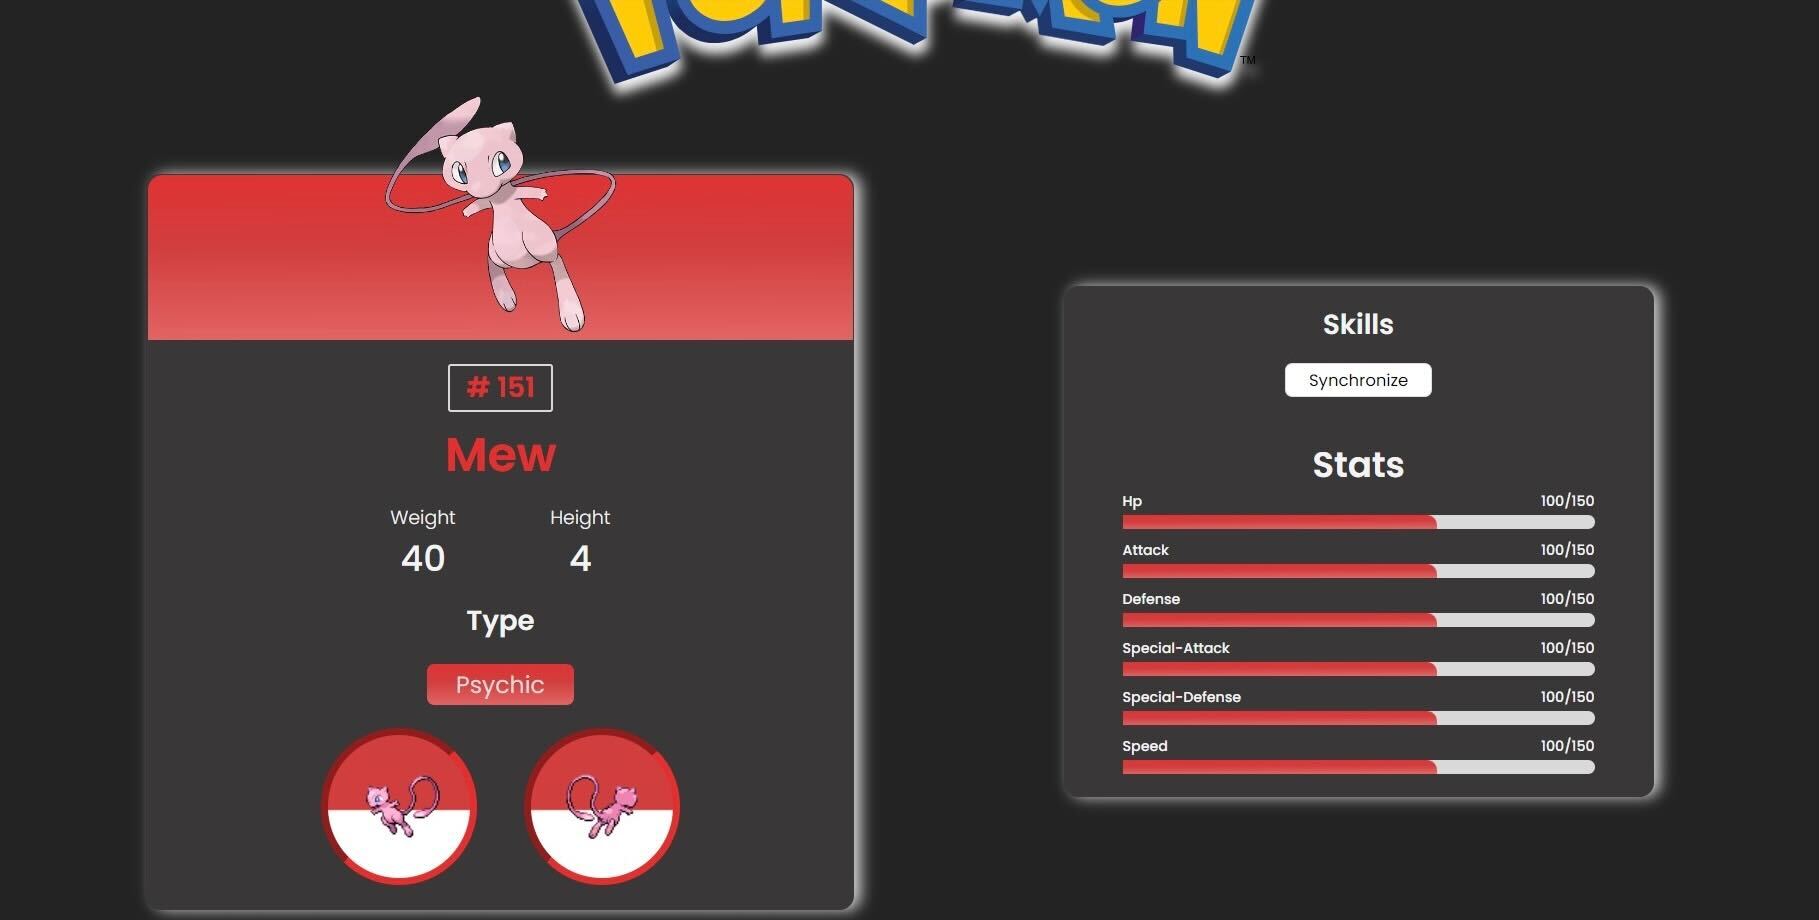 TM
# 151
Mew
Weight Height
40 4
Type
Psychic
Skills
Synchronize
Stats
Hp 100/150
Attack 100/150
Defense 100/150
Special-Attack 100/150
Special-Defense 100/150
Speed 100/150